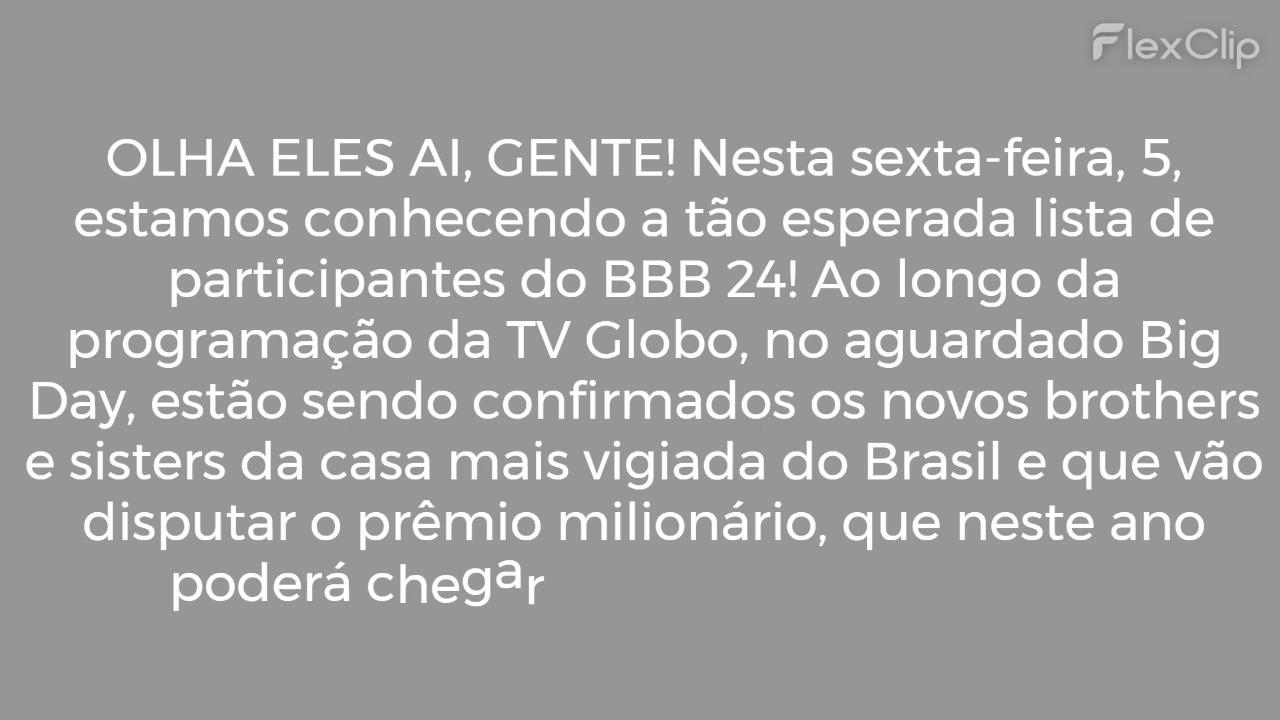 FlexClip
OLHA ELES AI, GENTE! Nesta sexta-feira, 5,
estamos conhecendo a tão esperada lista de
participantes do BBB 24! Ao longo da
programação da TV Globo, no aguardado Big
Day, estão sendo confirmados os novos brothers
e sisters da casa mais vigiada do Brasil e que vão
disputar o prêmio milionário, que neste ano
poderá chegar